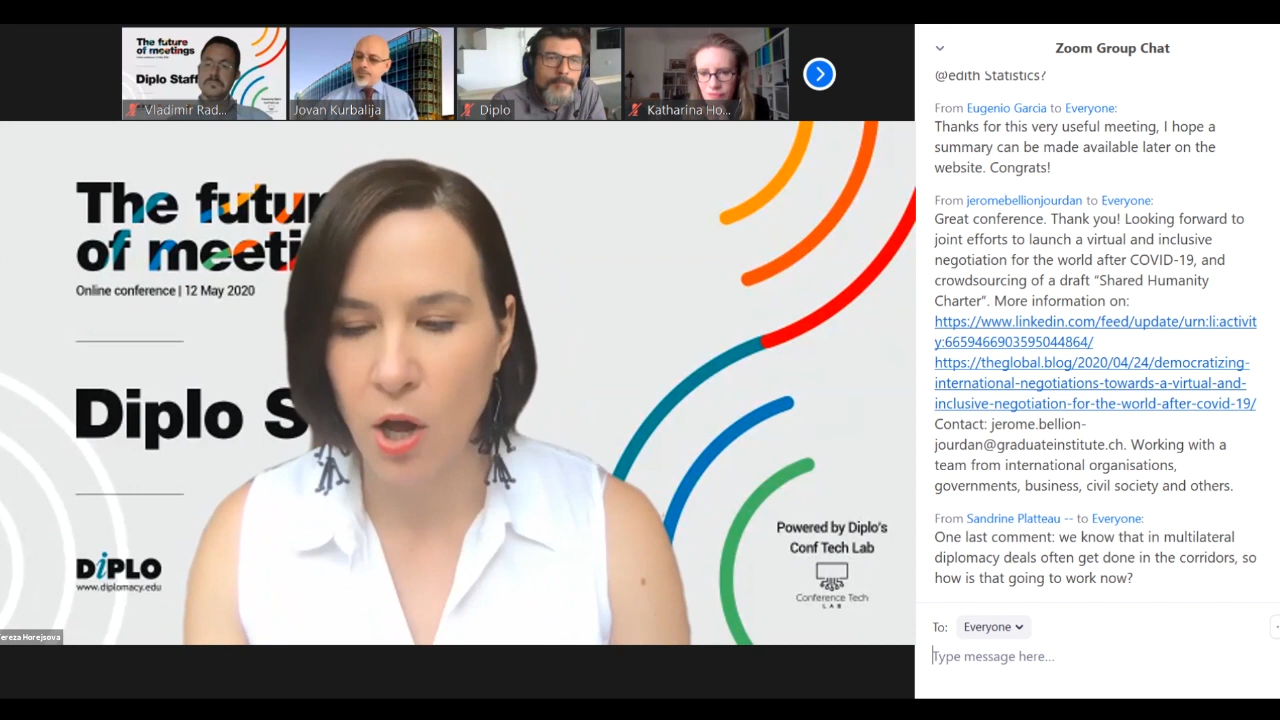 The future
of meetings
Diplo Staff
Vladimir Rad...
Jovan Kurbalija
Diplo
Katharina Ho...
The futur
of meeti
Online conference | 12 May 2020
Diplo S
DiPLO
www.diplomacy.edu
Powered by Diplo's
Conf Tech Lab
Conference Tech
LAB
Tereza Horejsova
Zoom Group Chat
@edith Statistics?
From Eugenio Garcia to Everyone:
Thanks for this very useful meeting, I hope a
summary can be made available later on the
website. Congrats!
From jeromebellionjourdan to Everyone:
Great conference. Thank you! Looking forward to
joint efforts to launch a virtual and inclusive
negotiation for the world after COVID-19, and
crowdsourcing of a draft “Shared Humanity
Charter”. More information on:
https://www.linkedin.com/feed/update/urn:li:activit
y:6659466903595044864/
https://theglobal.blog/2020/04/24/democratizing-
international-negotiations-towards-a-virtual-and-
inclusive-negotiation-for-the-world-after-covid-19/
Contact: jerome.bellion-
jourdan@graduateinstitute.ch. Working with a
team from international organisations,
governments, business, civil society and others.
From Sandrine Platteau -- to Everyone:
One last comment: we know that in multilateral
diplomacy deals often get done in the corridors, so
how is that going to work now?
To: Everyone
Type message here...